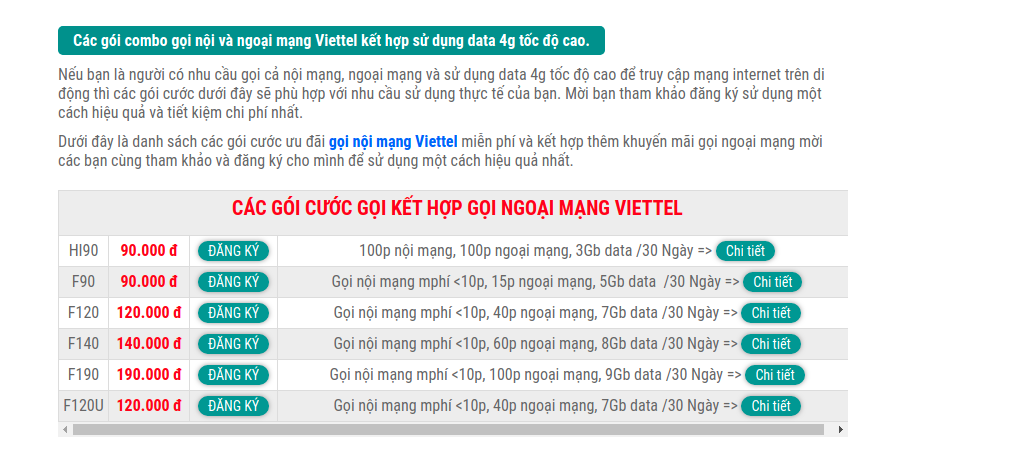 Các gói combo gọi nội và ngoại mạng Viettel kết hợp sử dụng data 4g tốc độ cao.
Nếu bạn là người có nhu cầu gọi cả nội mạng, ngoại mạng và sử dụng data 4g tốc độ cao để truy cập mạng internet trên di
động thì các gói cước dưới đây sẽ phù hợp với nhu cầu sử dụng thực tế của bạn. Mời bạn tham khảo đăng ký sử dụng một
cách hiệu quả và tiết kiệm chi phí nhất.
Dưới đây là danh sách các gói cước ưu đãi gọi nội mạng Viettel miễn phí và kết hợp thêm khuyến mãi gọi ngoại mạng mời
các bạn cùng tham khảo và đăng ký cho mình để sử dụng một cách hiệu quả nhất.
CÁC GÓI CƯỚC GỌI KẾT HỢP GỌI NGOẠI MẠNG VIETTEL
HI90 90.000 đ ĐĂNG KÝ 100p nội mạng, 100p ngoại mạng, 3Gb data /30 Ngày => Chi tiết
F90 90.000 đ ĐĂNG KÝ Gọi nội mạng mphí <10p, 15p ngoại mạng, 5Gb data /30 Ngày => Chi tiết
F120 120.000 đ ĐĂNG KÝ Gọi nội mạng mphí <10p, 40p ngoại mạng, 7Gb data /30 Ngày => Chi tiết
F140 140.000 đ ĐĂNG KÝ Gọi nội mạng mphí <10p, 60p ngoại mạng, 8Gb data /30 Ngày => Chi tiết
F190 190.000 đ ĐĂNG KÝ Gọi nội mạng mphí <10p, 100p ngoại mạng, 9Gb data /30 Ngày => Chi tiết
F120U 120.000 đ ĐĂNG KÝ Gọi nội mạng mphí <10p, 40p ngoại mạng, 7Gb data /30 Ngày => Chi tiết